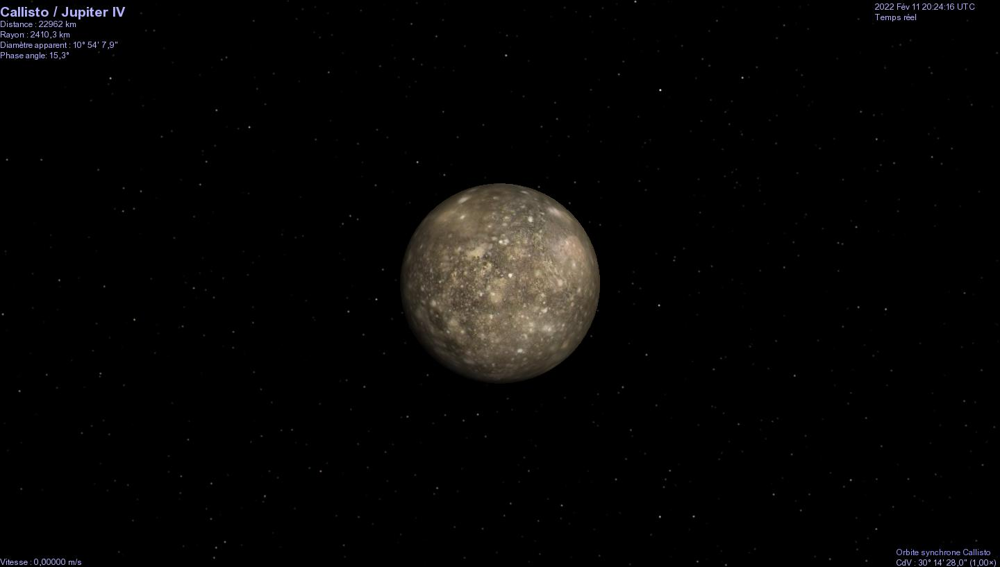 Callisto / Jupiter IV
Distance : 22962 km
Rayon : 2410,3 km
Diamètre apparent : 10° 54' 7,9"
Phase angle: 15,3°
2022 Fév 11 20:24:16 UTC
Temps réel
Vitesse : 0,00000 m/s
Orbite synchrone Callisto
CdV : 30° 14' 28,0" (1,00×)